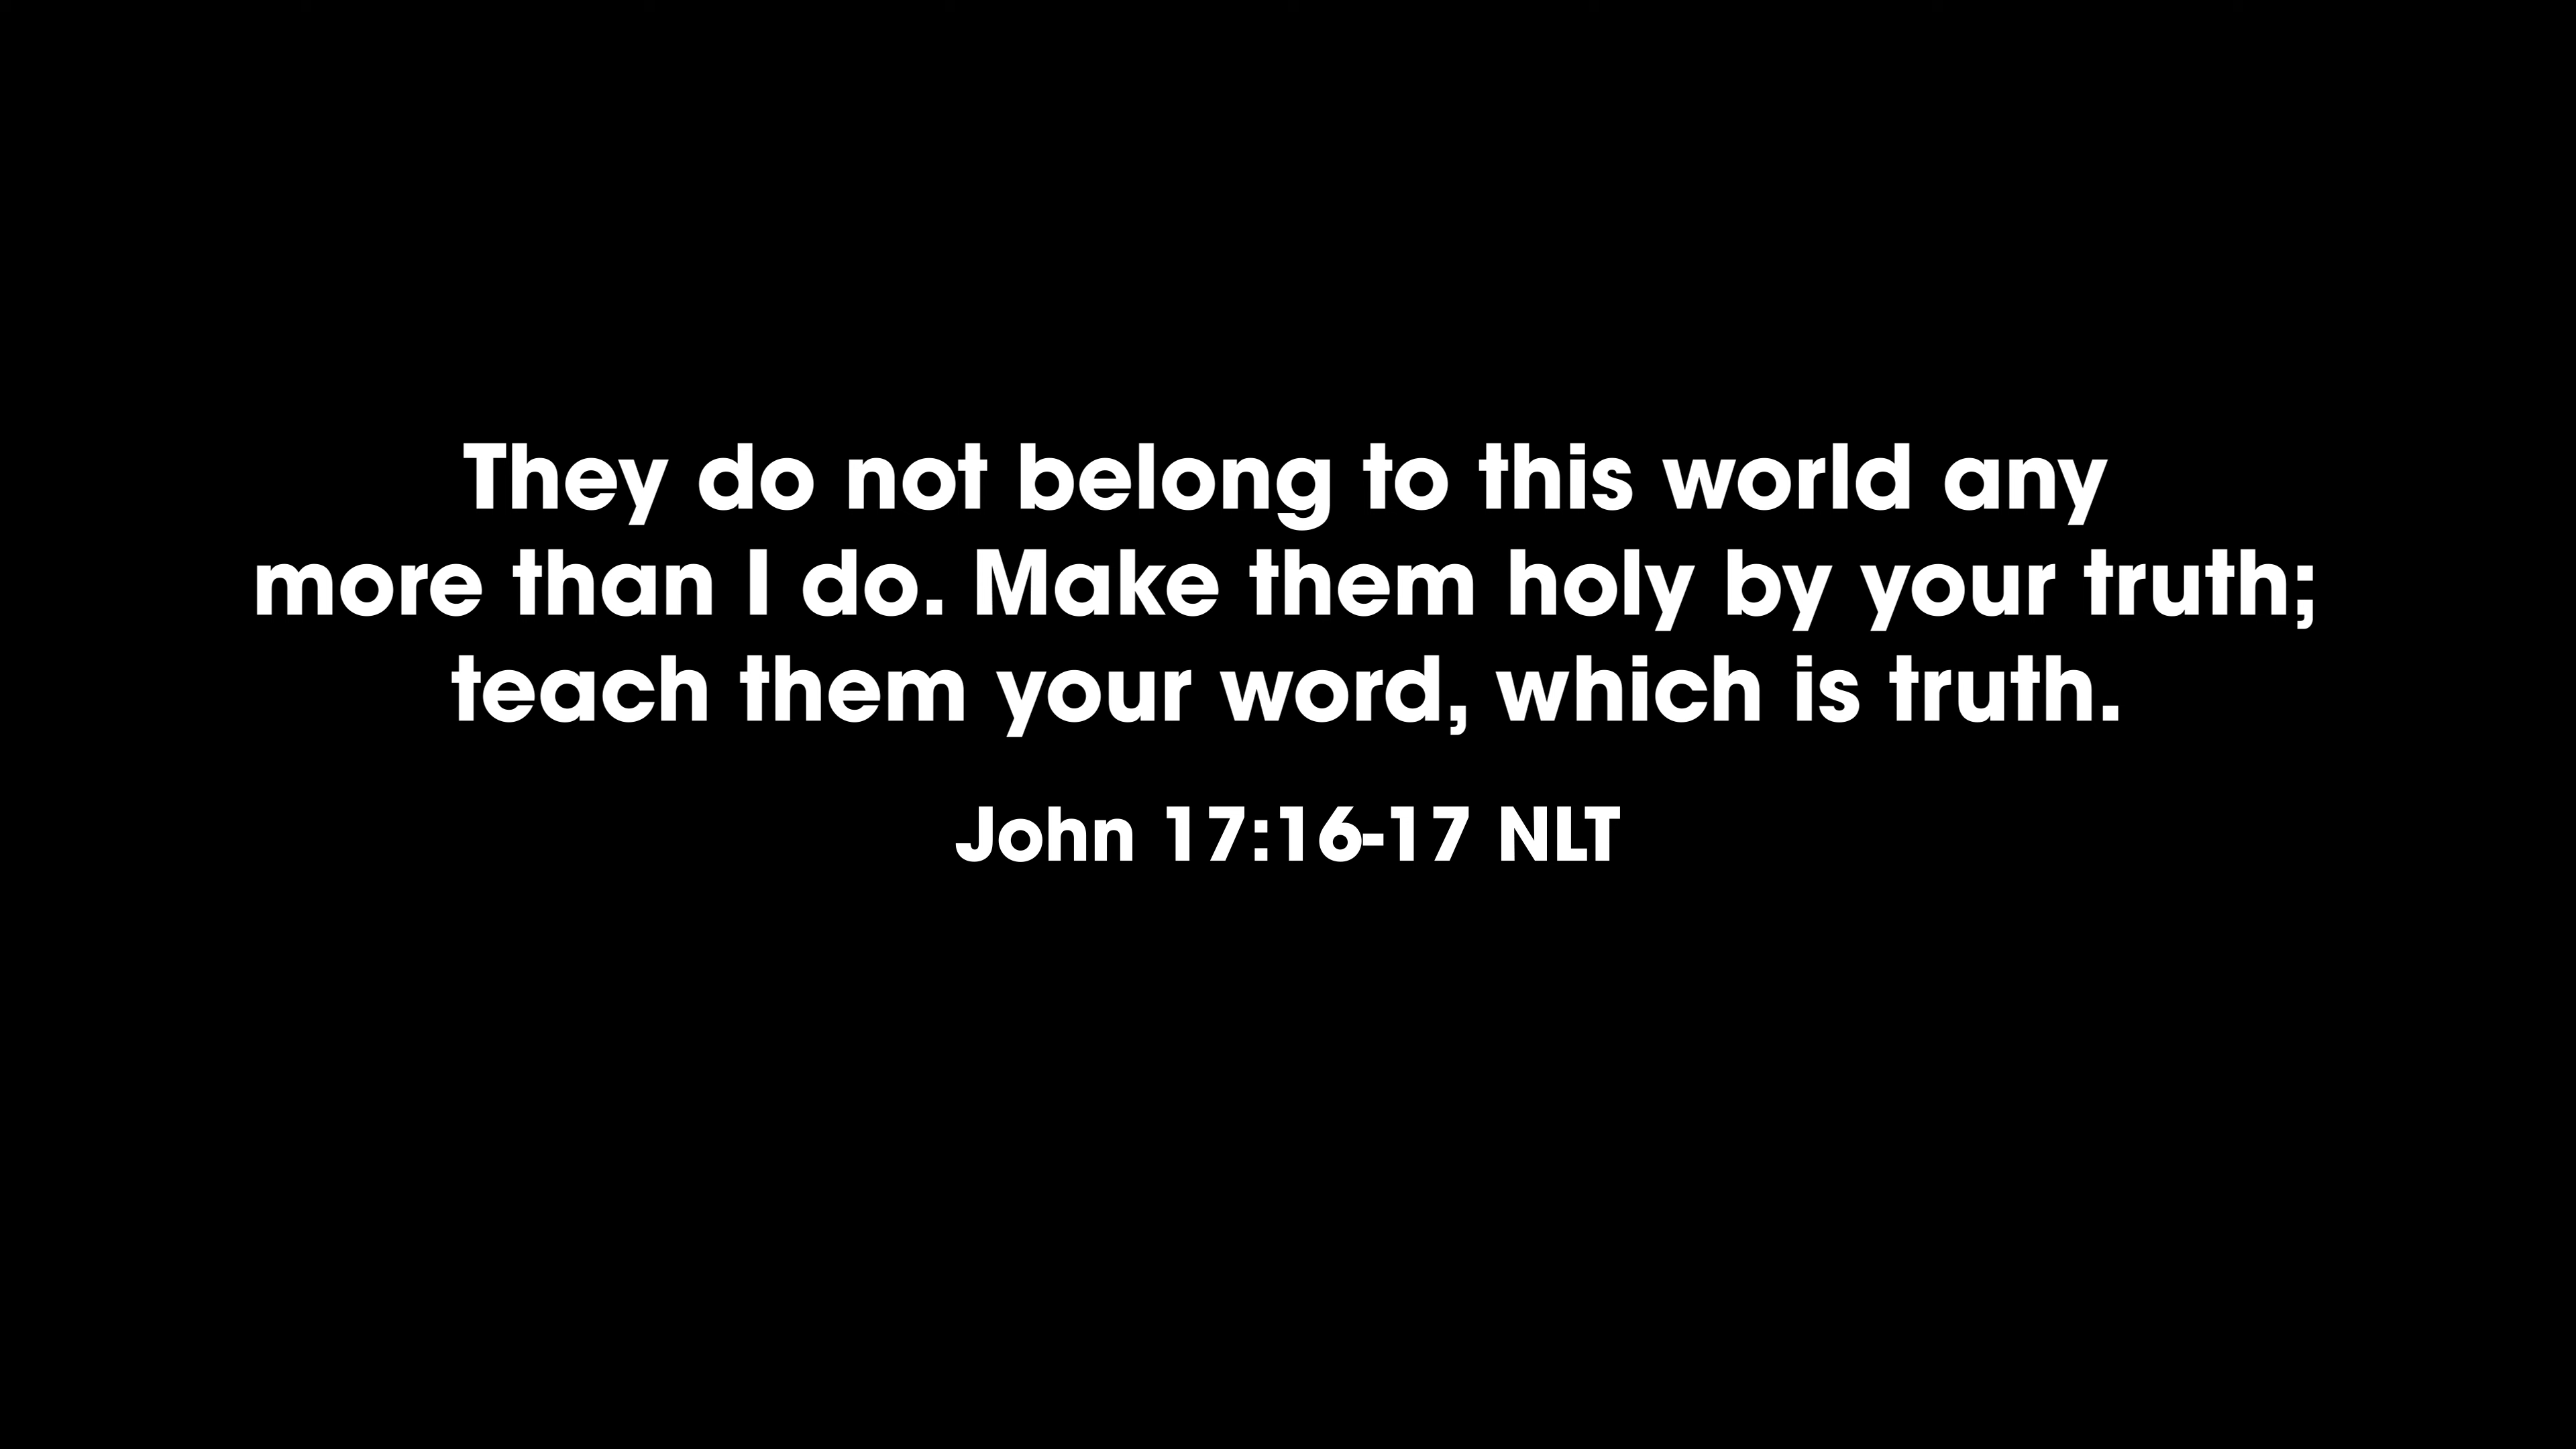 They do not belong to this world any
more than I do. Make them holy by your truth;
teach them your word, which is truth.
John 17:16-17 NLT